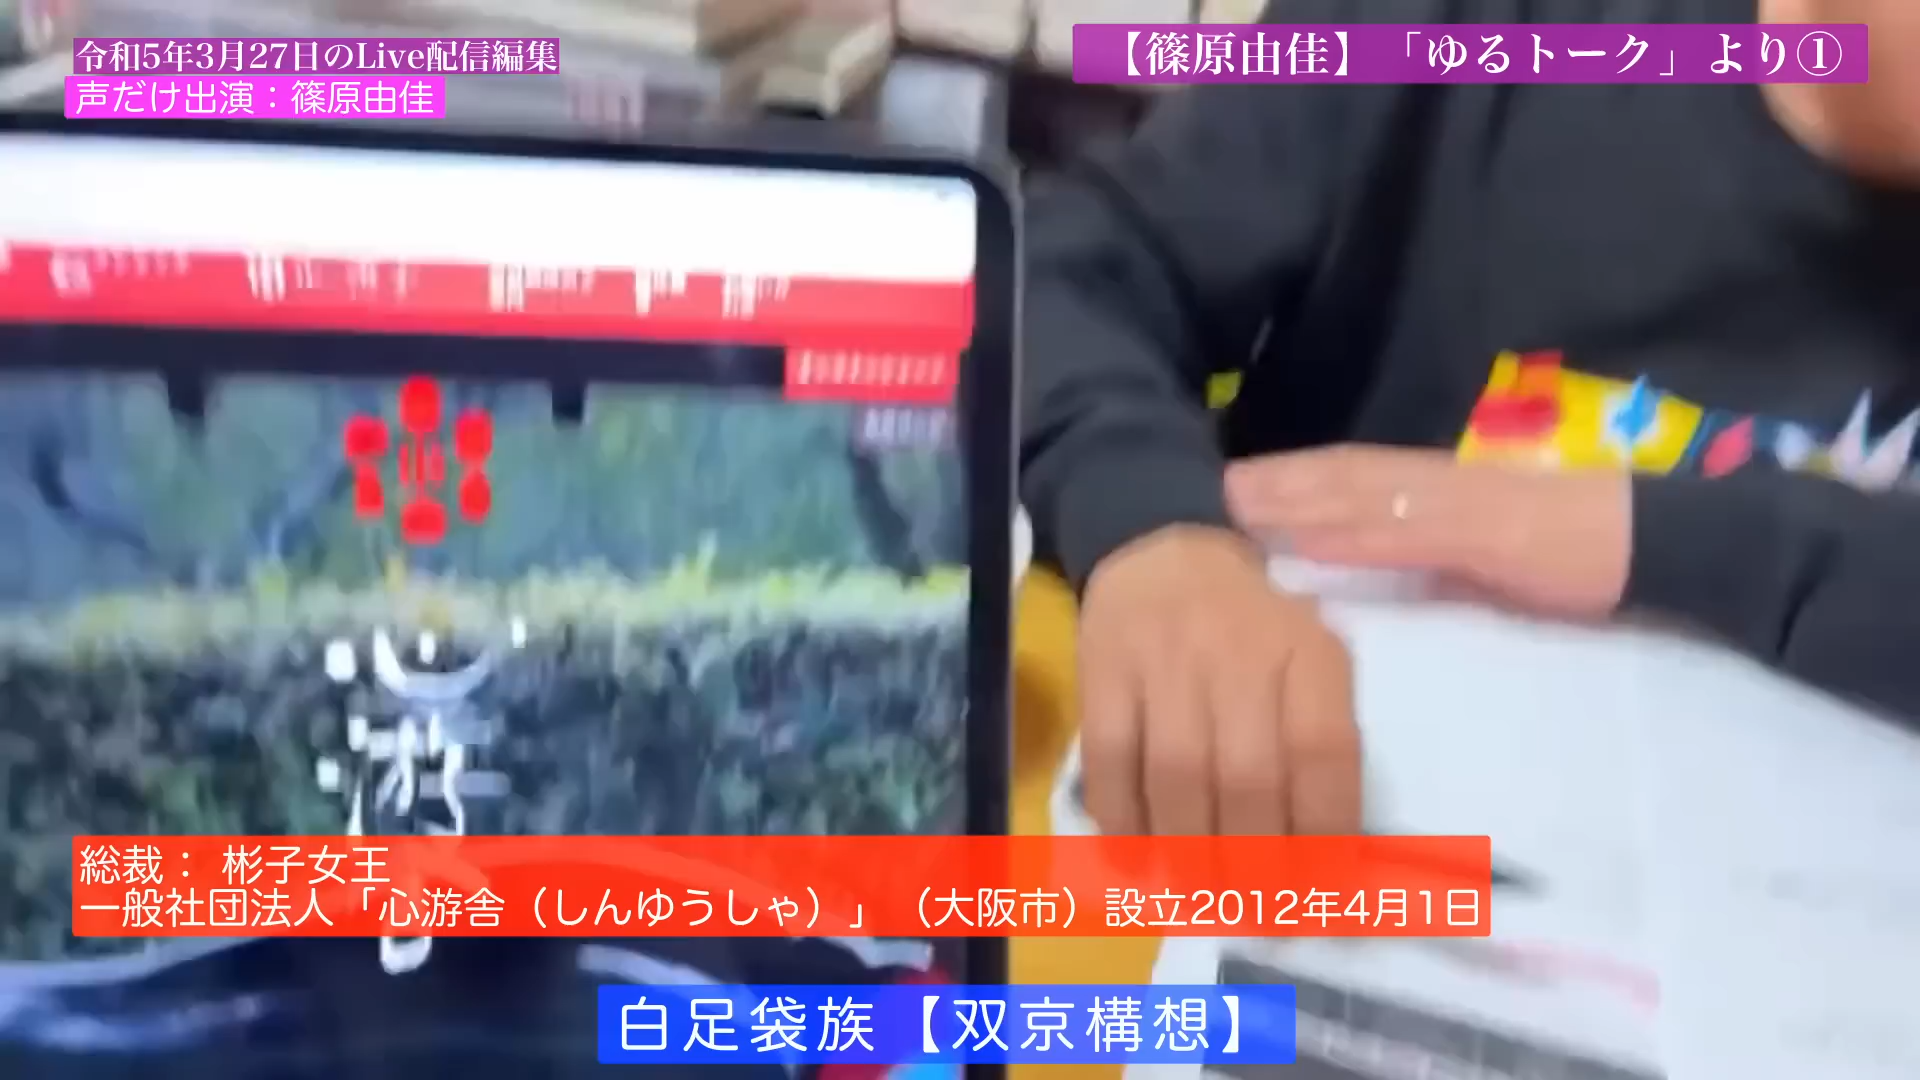 令和5年3月27日のLive配信編集
声だけ出演：篠原由佳
【篠原由佳】「ゆるトーク」より①
総裁： 彬子女王
一般社団法人「心游舎（しんゆうしゃ）」（大阪市）設立2012年4月1日
白足袋族【双京構想】